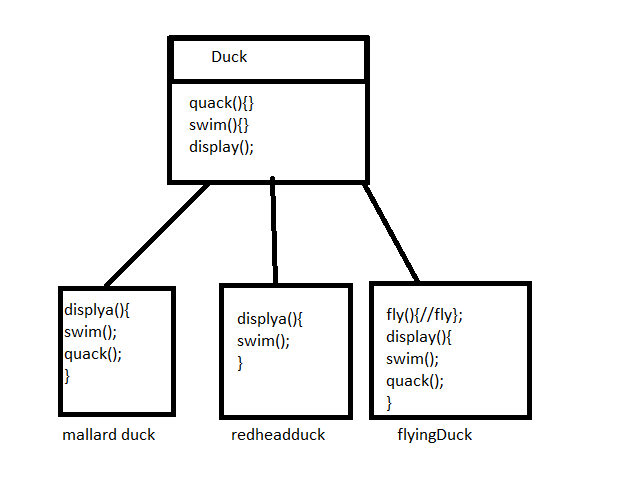 Duck
quack(){}
swim(){}
display();
displya(){
swim();
quack();
}
mallard duck
displya(){
swim();
}
redheadduck
fly(){//fly};
display(){
swim();
quack();
}
flyingDuck